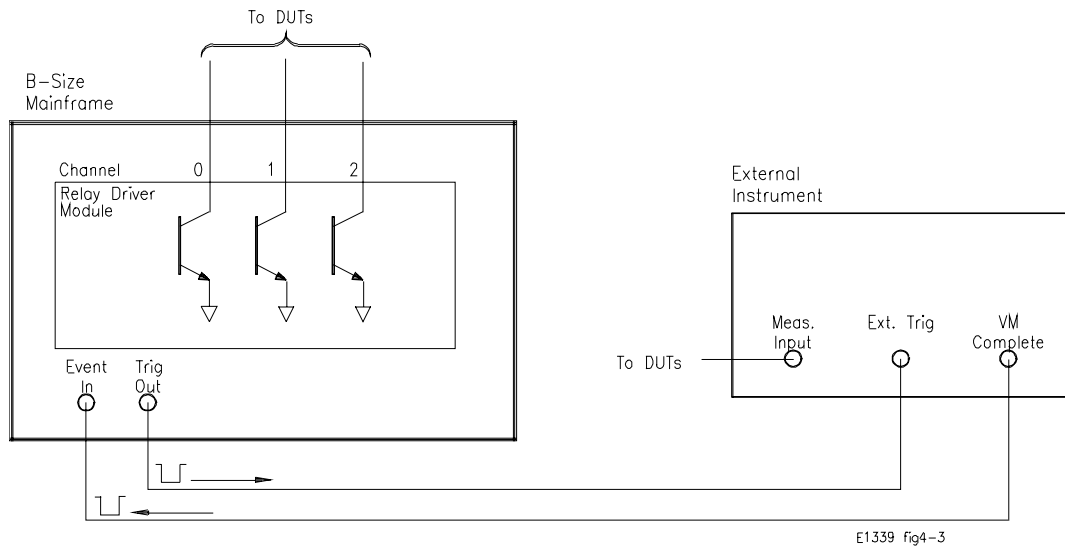 To DUTs
B-Size
Mainframe
Channel 0 1 2
Relay Driver
Module
Event
In
Trig
Out
External
Instrument
Meas.
Input
Ext. Trig
VM
Complete
To DUTs
E1339 fig4-3